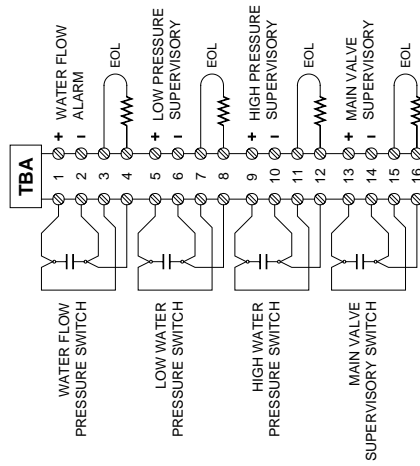 TBA
1
2
3
4
5
6
7
8
9
10
11
12
13
14
15
16
+ WATER FLOW
− ALARM
EOL
+ LOW PRESSURE
− SUPERVISORY
EOL
+ HIGH PRESSURE
− SUPERVISORY
EOL
+ MAIN VALVE
− SUPERVISORY
EOL
WATER FLOW
PRESSURE SWITCH
LOW WATER
PRESSURE SWITCH
HIGH WATER
PRESSURE SWITCH
MAIN VALVE
SUPERVISORY SWITCH